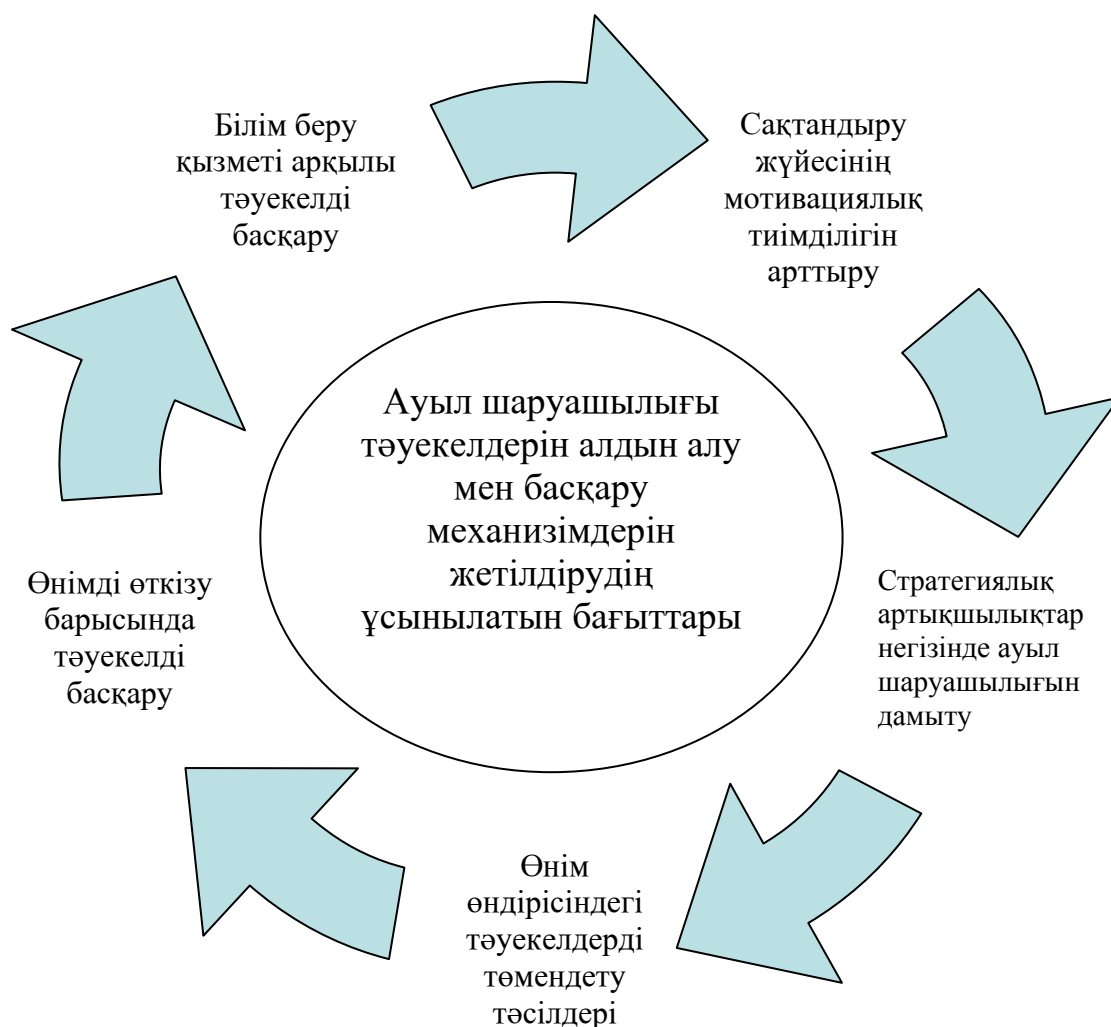 Білім беру
қызметі арқылы
тәуекелді
басқару
Сақтандыру
жүйесінің
мотивациялық
тиімділігін
арттыру
Ауыл шаруашылығы
тәуекелдерін алдын алу
мен басқару
механизімдерін
жетілдірудің
ұсынылатын бағыттары
Өнімді өткізу
барысында
тәуекелді
басқару
Стратегиялық
артықшылықтар
негізінде ауыл
шаруашылығын
дамыту
Өнім
өндірісіндегі
тәуекелдерді
төмендету
тәсілдері